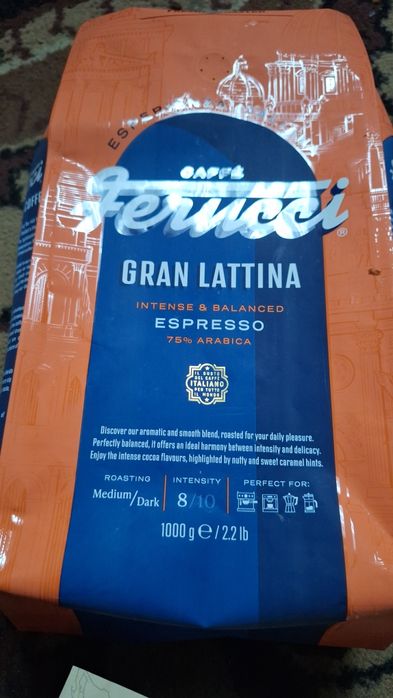 CAFFÈ
Ferucci®
GRAN LATTINA
INTENSE & BALANCED
ESPRESSO
75% ARABICA
IL GUSTO
DEL CAFFÈ
ITALIANO
PER TUTTO
IL MONDO
Discover our aromatic and smooth blend, roasted for your daily pleasure.
Perfectly balanced, it offers an ideal harmony between intensity and delicacy.
Enjoy the intense cocoa flavours, highlighted by nutty and sweet caramel hints.
ROASTING
Medium/Dark
INTENSITY
8/10
PERFECT FOR:
1000 g ℮ / 2.2 lb